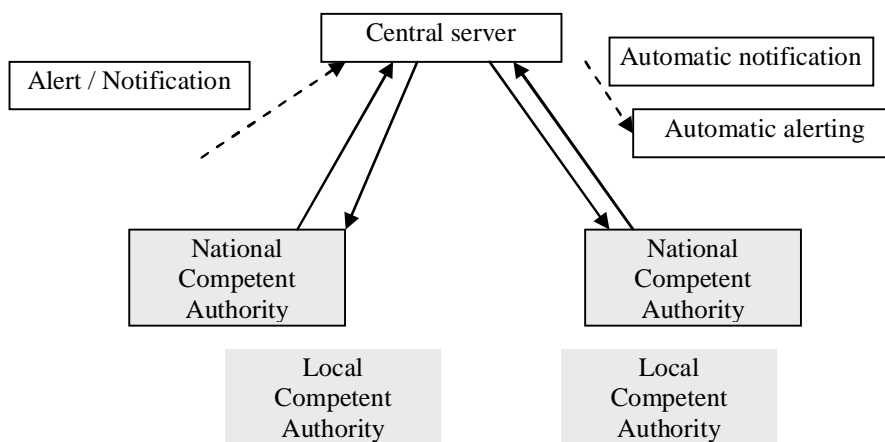 Central server
Alert / Notification
Automatic notification
Automatic alerting
National
Competent
Authority
National
Competent
Authority
Local
Competent
Authority
Local
Competent
Authority